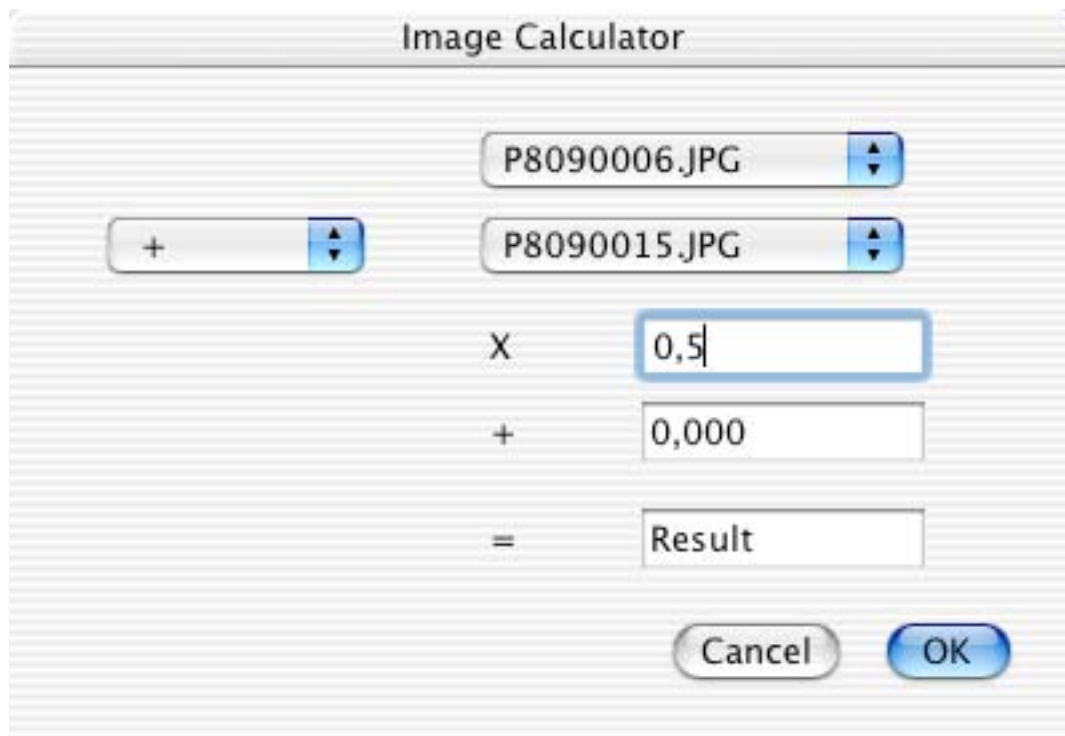 Image Calculator
P8090006.JPG
+ P8090015.JPG
X 0,5
+ 0,000
= Result
Cancel OK